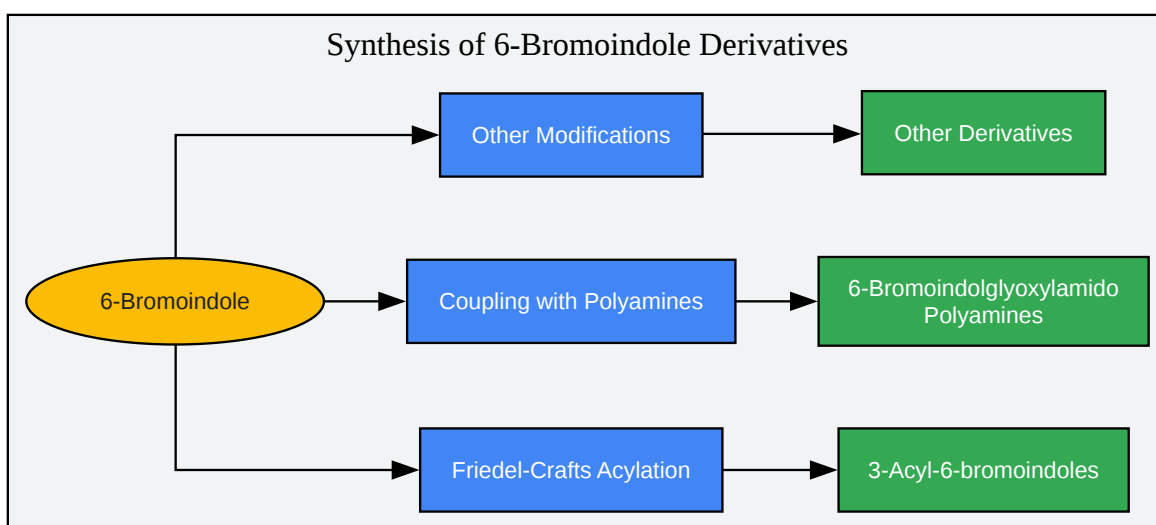 Synthesis of 6-Bromoindole Derivatives
Other Modifications
Other Derivatives
6-Bromoindole
Coupling with Polyamines
6-Bromoindolglyoxylamido
Polyamines
Friedel-Crafts Acylation
3-Acyl-6-bromoindoles